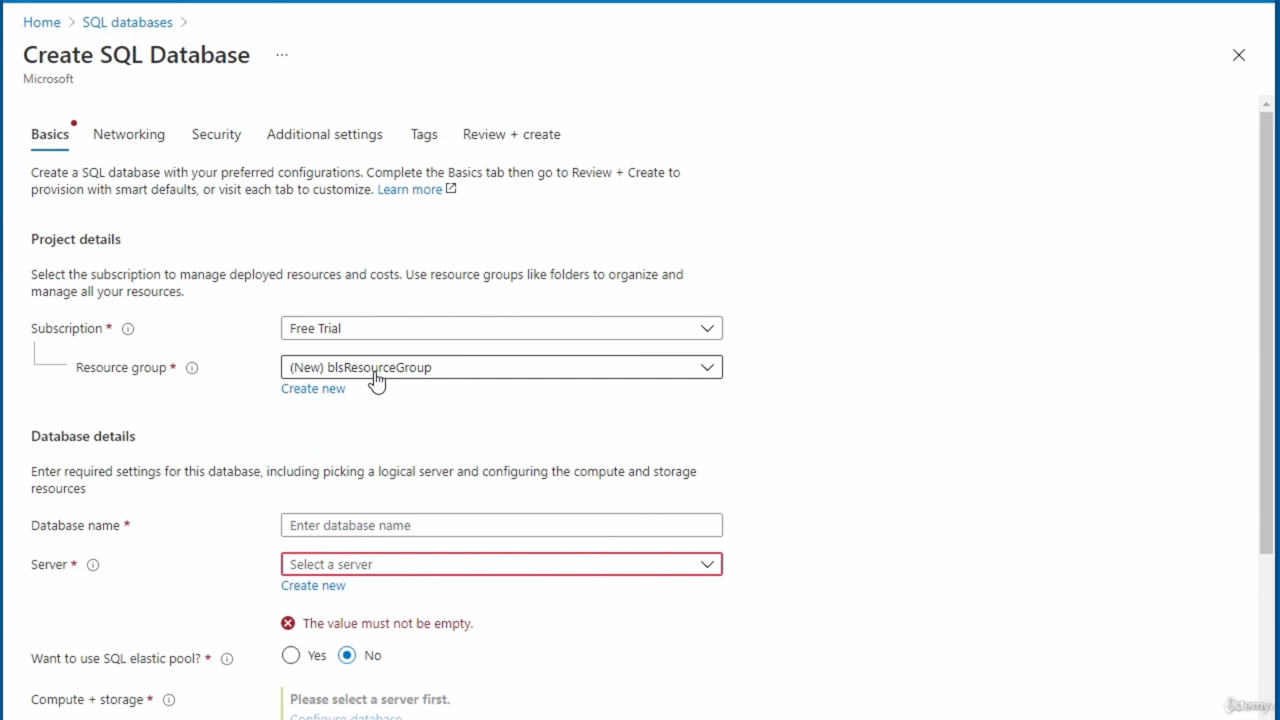 Home > SQL databases >
Create SQL Database ...
Microsoft
Basics Networking Security Additional settings Tags Review + create
Create a SQL database with your preferred configurations. Complete the Basics tab then go to Review + Create to
provision with smart defaults, or visit each tab to customize. Learn more
Project details
Select the subscription to manage deployed resources and costs. Use resource groups like folders to organize and
manage all your resources.
Subscription * Free Trial
Resource group * (New) blsResourceGroup
Create new
Database details
Enter required settings for this database, including picking a logical server and configuring the compute and storage
resources
Database name * Enter database name
Server * Select a server
Create new
The value must not be empty.
Want to use SQL elastic pool? * Yes No
Compute + storage * Please select a server first.
Configure database
Udemy